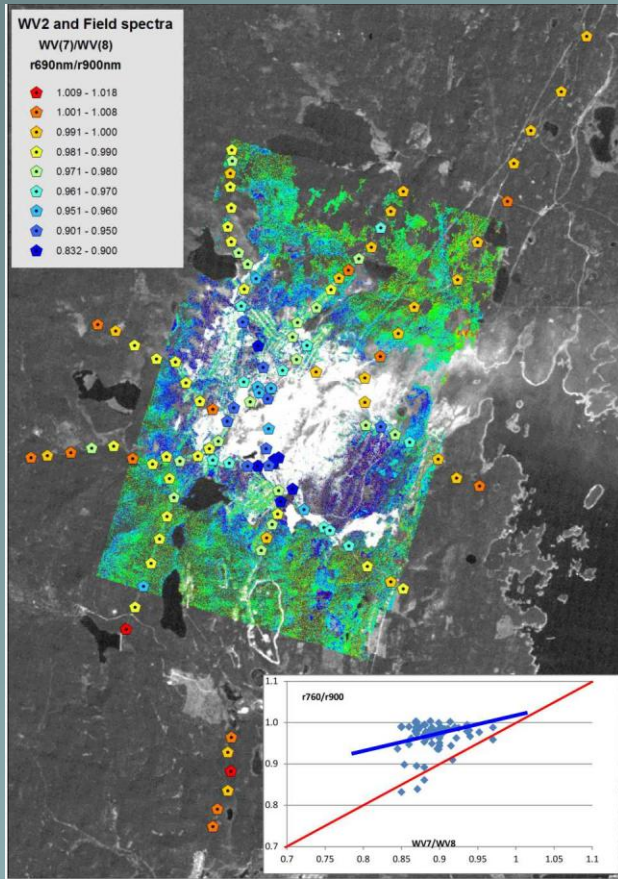 WV2 and Field spectra
WV(7)/WV(8)
r690nm/r900nm
1.009 - 1.018
1.001 - 1.008
0.991 - 1.000
0.981 - 0.990
0.971 - 0.980
0.961 - 0.970
0.951 - 0.960
0.901 - 0.950
0.832 - 0.900
1.1
r760/r900
1.0
0.9
0.8
WV7/WV8
0.7
0.7 0.75 0.8 0.85 0.9 0.95 1 1.05 1.1